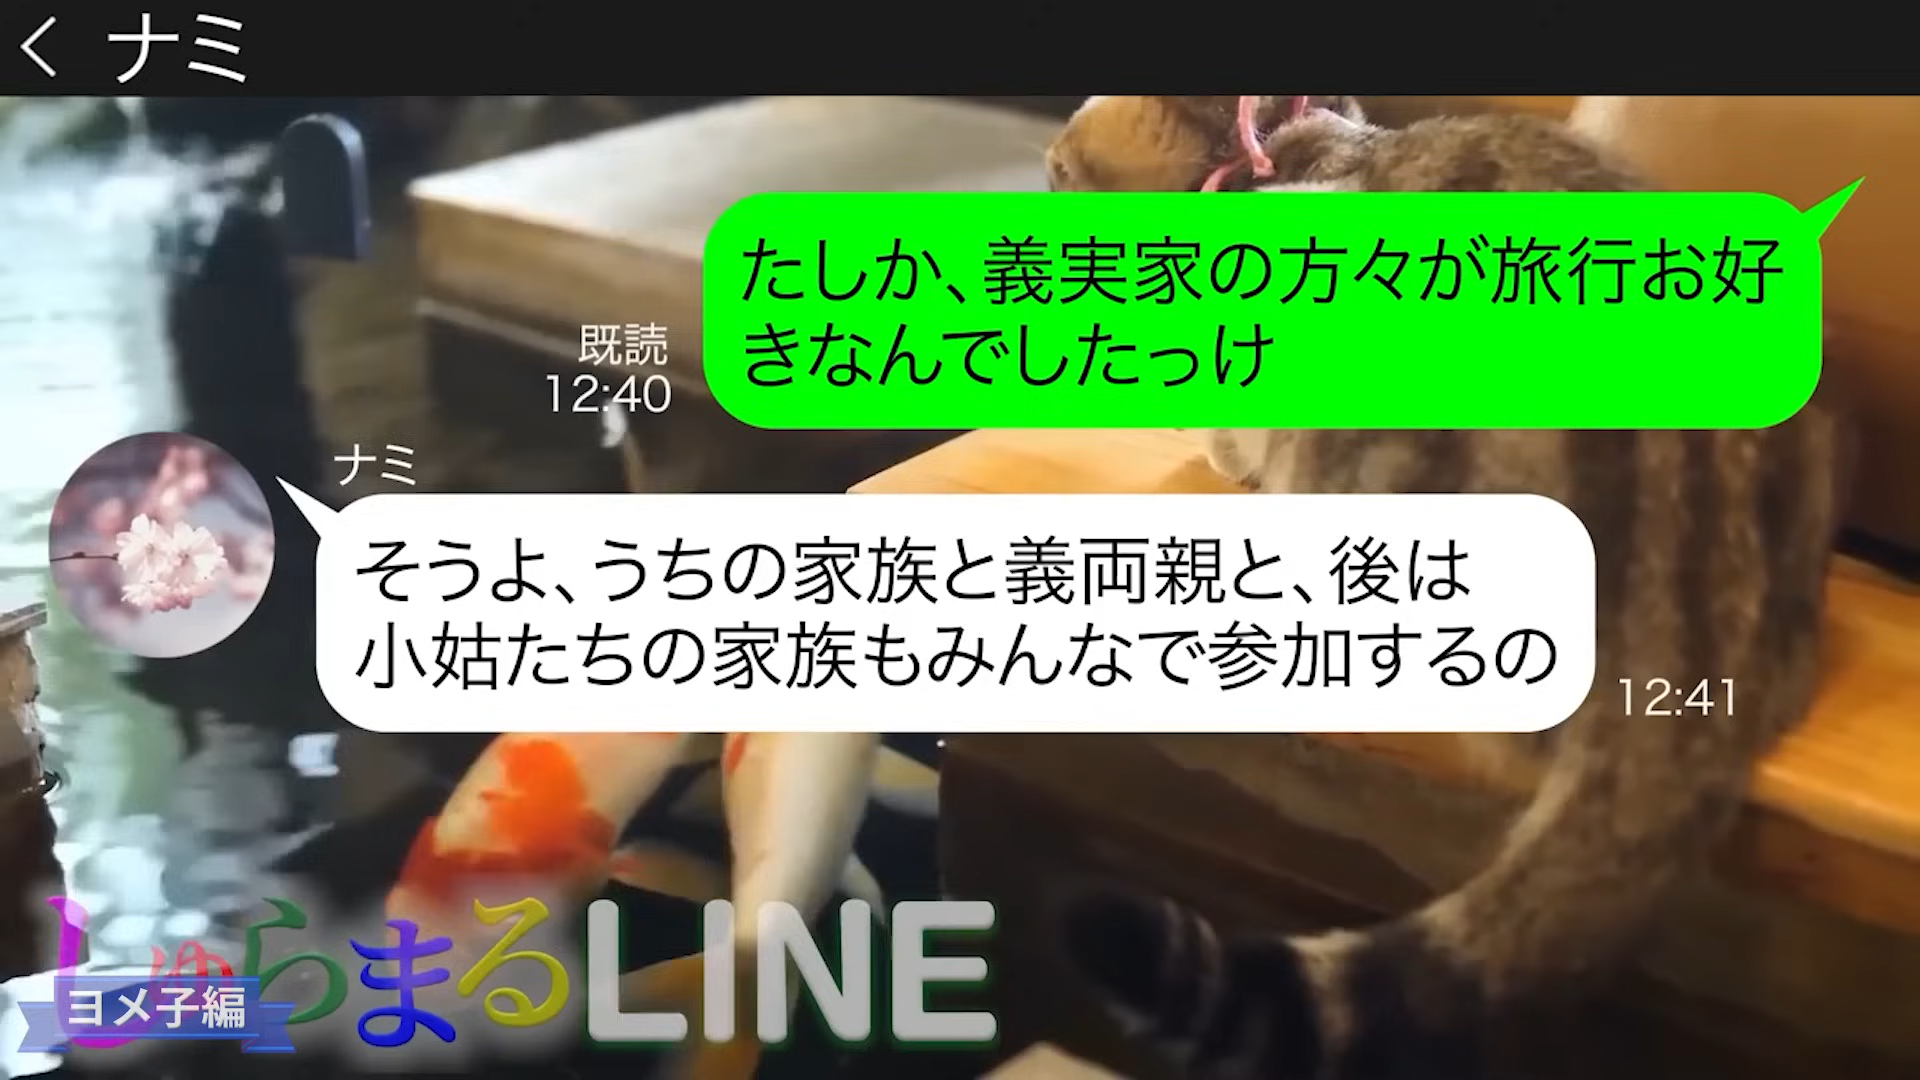 ナミ
たしか、義実家の方々が旅行お好
きなんでしたっけ
既読
12:40
ナミ
そうよ、うちの家族と義両親と、後は
小姑たちの家族もみんなで参加するの
12:41
しゅらまるLINE
ヨメ子編